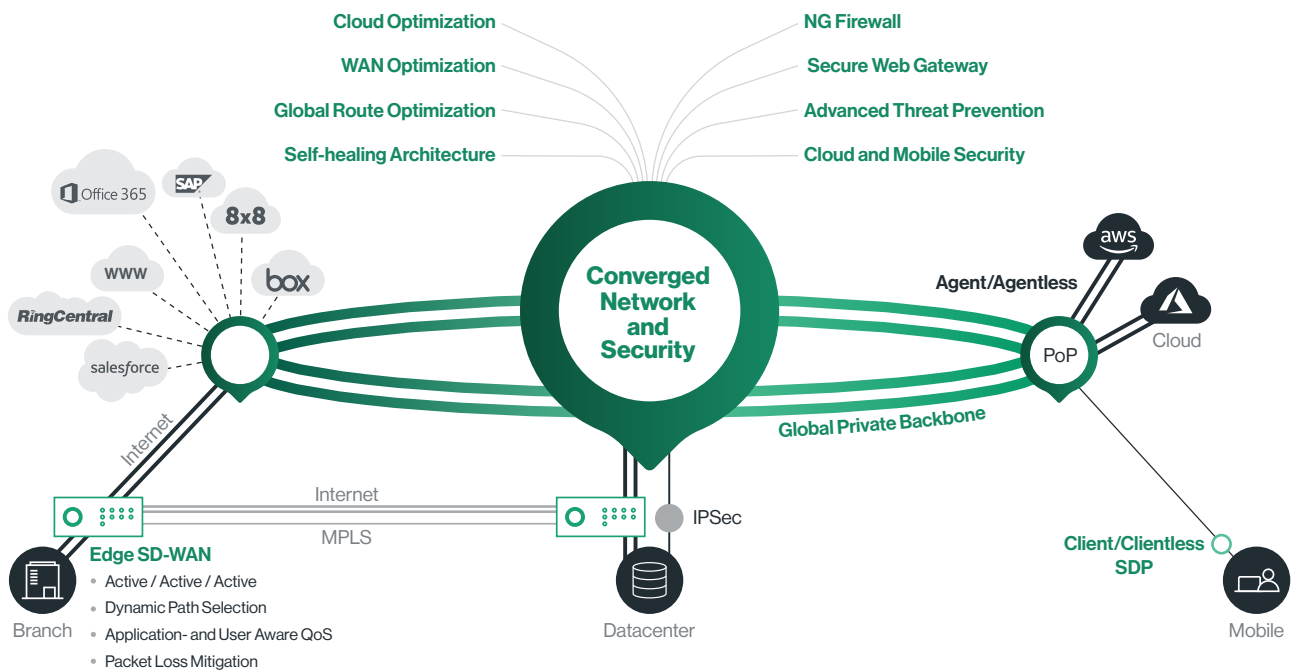 Cloud Optimization
WAN Optimization
Global Route Optimization
Self-healing Architecture
NG Firewall
Secure Web Gateway
Advanced Threat Prevention
Cloud and Mobile Security
Office 365
SAP
8x8
www
box
RingCentral
salesforce
Converged
Network
and
Security
aws
Agent/Agentless
Cloud
PoP
Global Private Backbone
Internet
Internet
MPLS
IPSec
Edge SD-WAN
• Active / Active / Active
• Dynamic Path Selection
• Application- and User Aware QoS
• Packet Loss Mitigation
Branch
Datacenter
Client/Clientless
SDP
Mobile